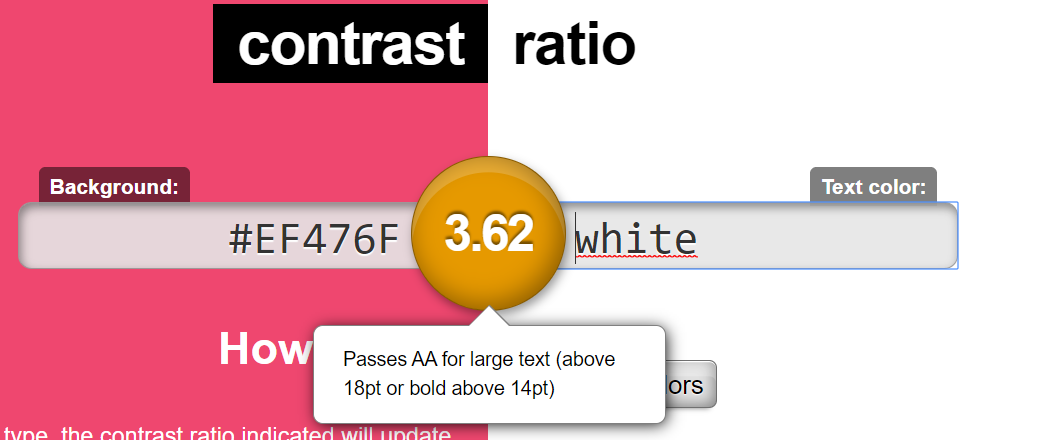 contrast ratio
Background:
Text color:
#EF476F
3.62
white
How
Passes AA for large text (above
18pt or bold above 14pt)
type, the contrast ratio indicated will update